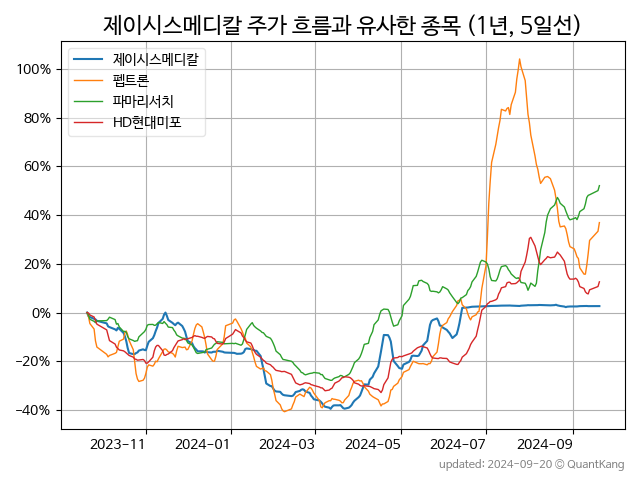 제이시스메디칼 주가 흐름과 유사한 종목 (1년, 5일선)
제이시스메디칼
펩트론
파마리서치
HD현대미포
100%
80%
60%
40%
20%
0%
−20%
−40%
2023-11 2024-01 2024-03 2024-05 2024-07 2024-09
updated: 2024-09-20 © QuantKang